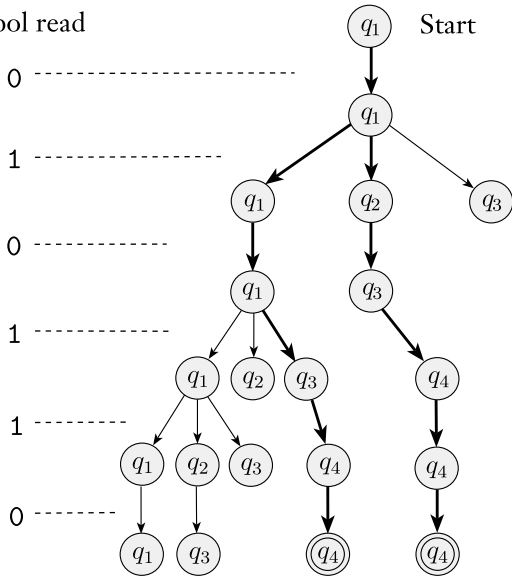 ool read
q1 Start
0
q1
1
q1 q2 q3
0
q1 q3
1
q1 q2 q3 q4
1
q1 q2 q3 q4 q4
0
q1 q3 q4 q4